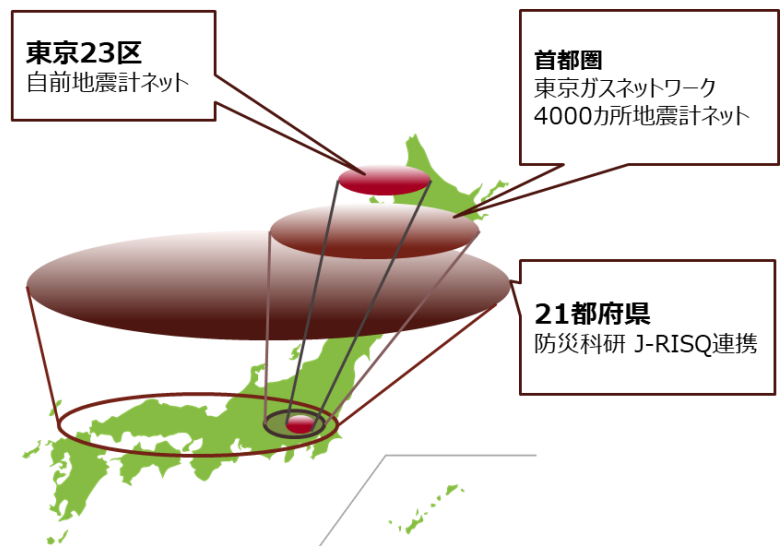 東京23区
自前地震計ネット
首都圏
東京ガスネットワーク
4000カ所地震計ネット
21都府県
防災科研 J-RISQ連携